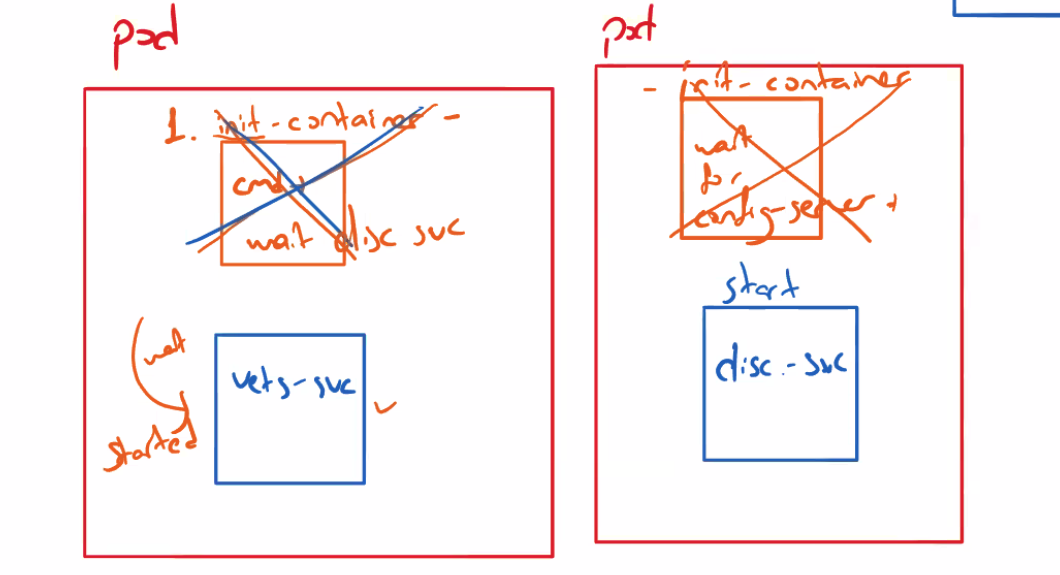 pod
1. init-container -
cmd
wait disc svc
wait
started
vets-svc
pod
- init-container
wait
for
config-server
start
disc.-svc